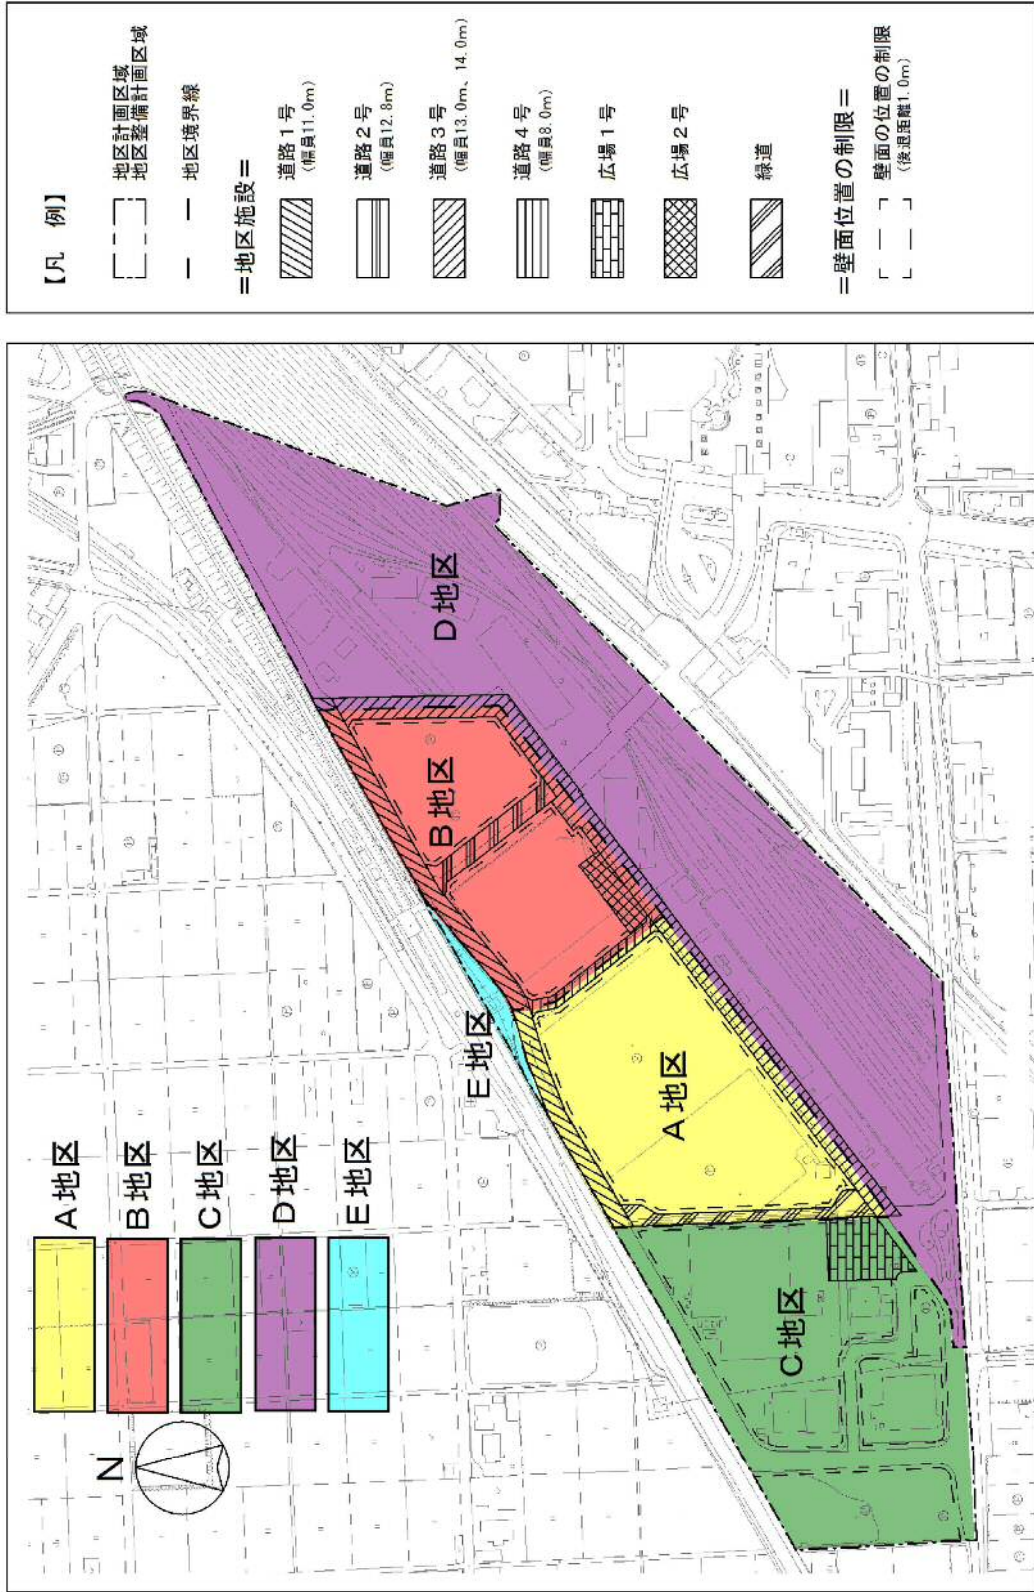 【凡 例】
地区計画区域
地区整備計画区域
地区境界線
=地区施設=
道路1号
(幅員11.0m)
道路2号
(幅員12.8m)
道路3号
(幅員13.0m、14.0m)
道路4号
(幅員8.0m)
広場1号
広場2号
緑道
=壁面位置の制限=
壁面の位置の制限
(後退距離1.0m)
A地区
B地区
C地区
D地区
E地区
N
D地区
B地区
E地区
A地区
C地区